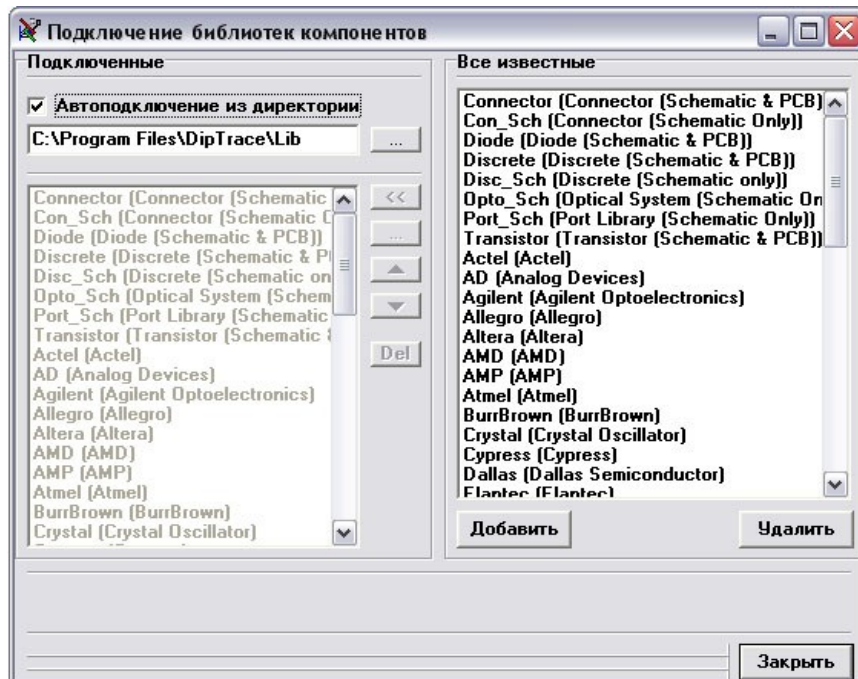 Подключение библиотек компонентов
Подключенные
Автоподключение из директории
C:\Program Files\DipTrace\Lib
...
Connector (Connector (Schematic
Con_Sch (Connector (Schematic
Diode (Diode (Schematic & PCB))
Discrete (Discrete (Schematic &
Disc_Sch (Discrete (Schematic on
Opto_Sch (Optical System (Schem
Port_Sch (Port Library (Schematic
Transistor (Transistor (Schematic
Actel (Actel)
AD (Analog Devices)
Agilent (Agilent Optoelectronics)
Allegro (Allegro)
Altera (Altera)
AMD (AMD)
AMP (AMP)
Atmel (Atmel)
BurrBrown (BurrBrown)
Crystal (Crystal Oscillator)
<<
...
Del
Все известные
Connector (Connector (Schematic & PCB)
Con_Sch (Connector (Schematic Only))
Diode (Diode (Schematic & PCB))
Discrete (Discrete (Schematic & PCB))
Disc_Sch (Discrete (Schematic only))
Opto_Sch (Optical System (Schematic On
Port_Sch (Port Library (Schematic Only))
Transistor (Transistor (Schematic & PCB))
Actel (Actel)
AD (Analog Devices)
Agilent (Agilent Optoelectronics)
Allegro (Allegro)
Altera (Altera)
AMD (AMD)
AMP (AMP)
Atmel (Atmel)
BurrBrown (BurrBrown)
Crystal (Crystal Oscillator)
Cypress (Cypress)
Dallas (Dallas Semiconductor)
Elantec (Elantec)
Добавить
Удалить
Закрыть